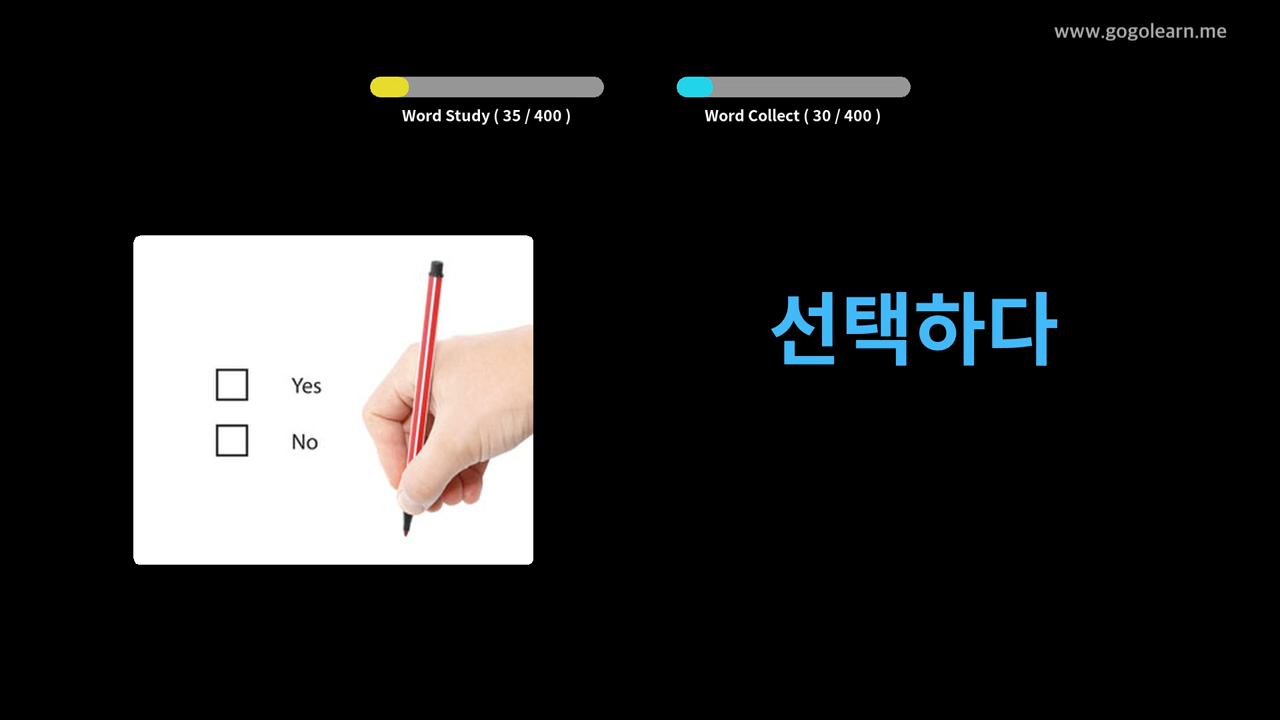 www.gogolearn.me
Word Study ( 35 / 400 )
Word Collect ( 30 / 400 )
Yes
No
선택하다